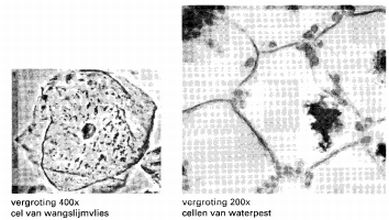 vergroting 400x
cel van wangslijmvlies
vergroting 200x
cellen van waterpest